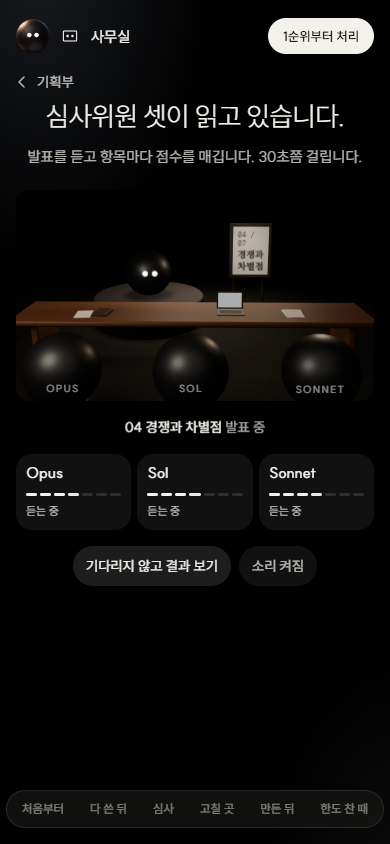 사무실
1순위부터 처리
기획부
심사위원 셋이 읽고 있습니다.
발표를 듣고 항목마다 점수를 매깁니다. 30초쯤 걸립니다.
04 /
07
경쟁과
차별점
OPUS
SOL
SONNET
04 경쟁과 차별점 발표 중
Opus
Sol
Sonnet
듣는 중
듣는 중
듣는 중
기다리지 않고 결과 보기
소리 켜짐
처음부터
다 쓴 뒤
심사
고칠 곳
만든 뒤
한도 찬 때